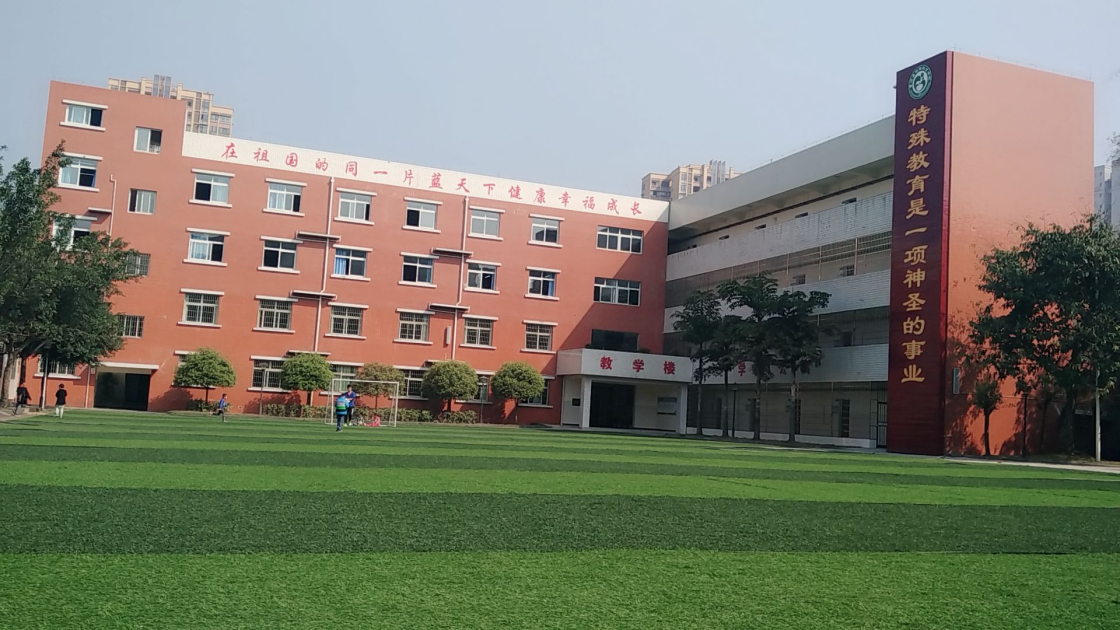 在祖国的同一片蓝天下健康幸福成长
特殊教育是一项神圣的事业
教学楼
学